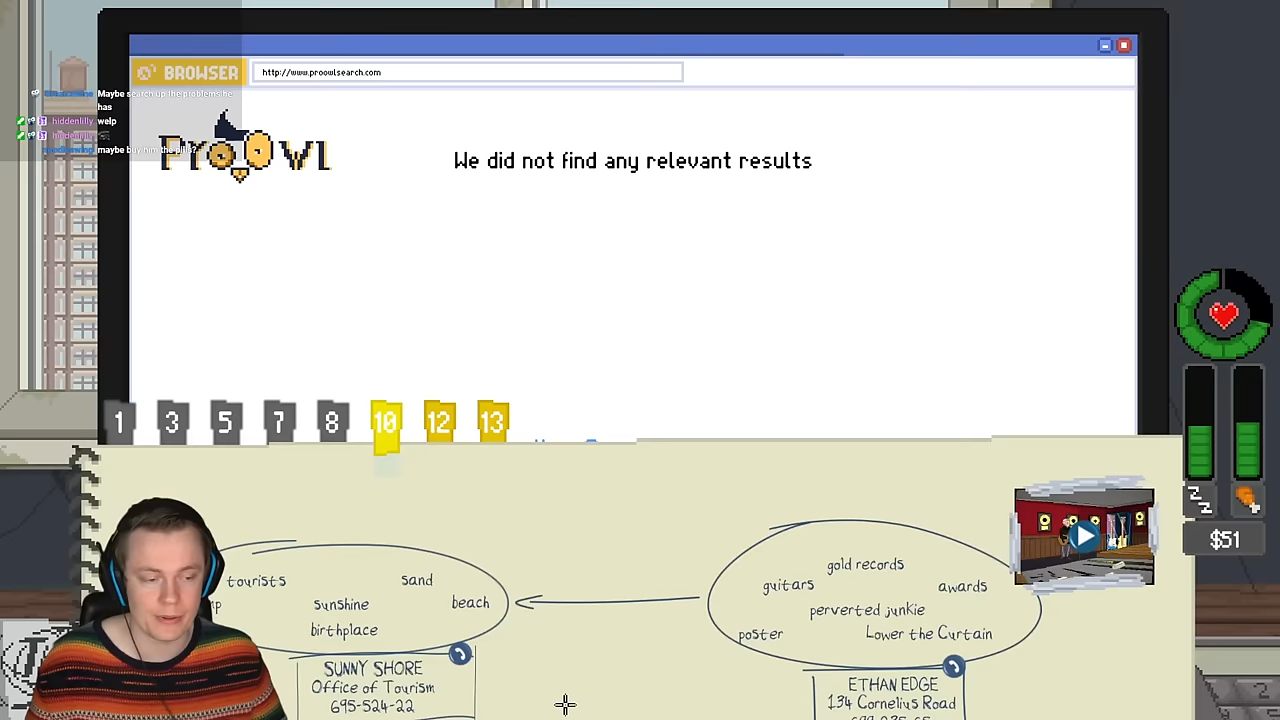 BROWSER
http://www.proowlsearch.com
Maybe search up the problems he
has
hiddenlilly welp
maybe buy him the pills?
PrOOwl
We did not find any relevant results
1 3 5 7 8 10 12 13
$51
tourists
sand
sunshine
beach
birthplace
SUNNY SHORE
Office of Tourism
695-524-22
gold records
guitars
awards
perverted junkie
poster
Lower the Curtain
ETHAN EDGE
134 Cornelius Road